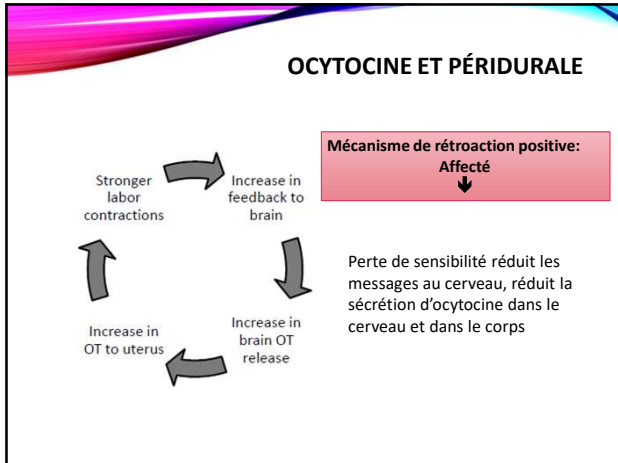 OCYTOCINE ET PÉRIDURALE
Mécanisme de rétroaction positive:
Affecté
Stronger
labor
contractions
Increase in
feedback to
brain
Increase in
brain OT
release
Increase in
OT to uterus
Perte de sensibilité réduit les
messages au cerveau, réduit la
sécrétion d’ocytocine dans le
cerveau et dans le corps